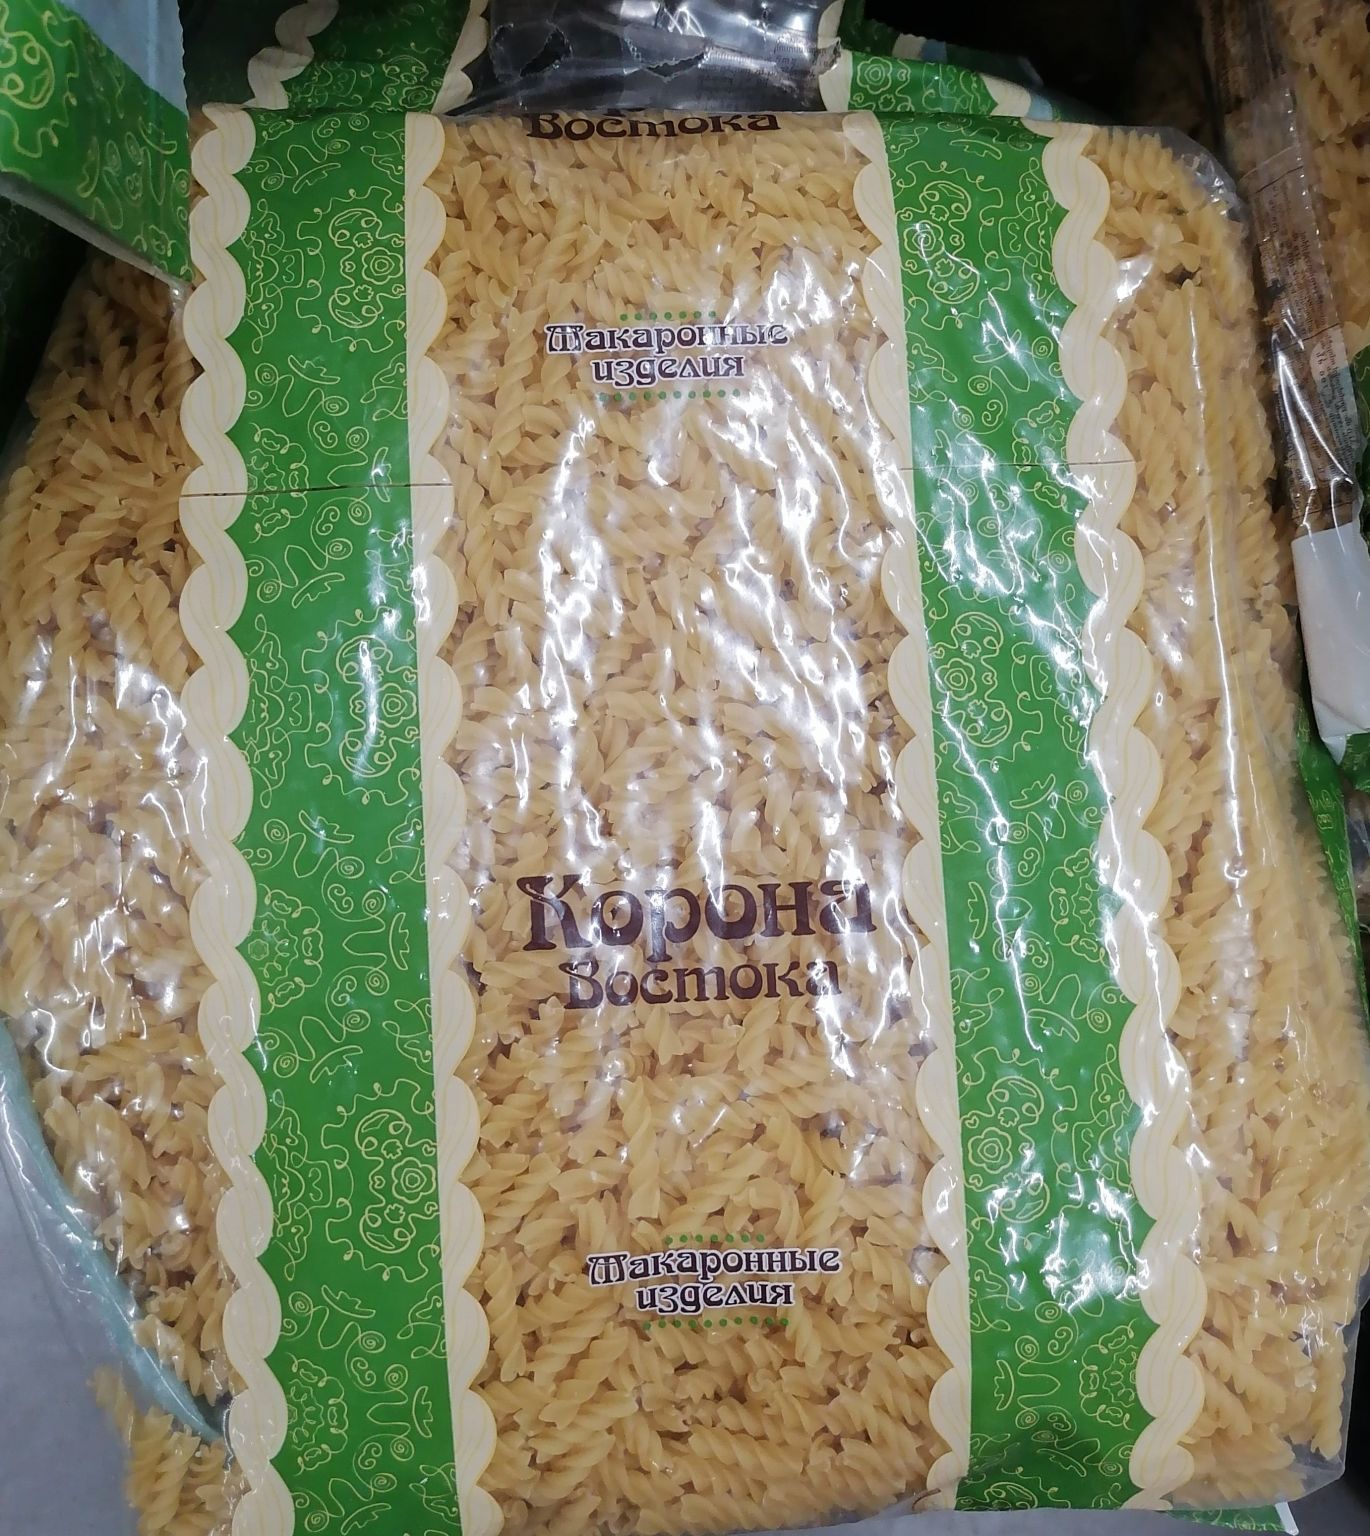 Востока
Макаронные
изделия
Корона
Востока
Макаронные
изделия